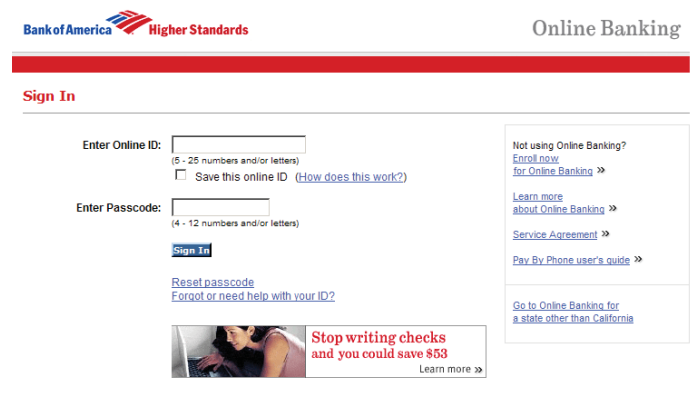 Bank of America Higher Standards
Online Banking
Sign In
Enter Online ID:
(5 - 25 numbers and/or letters)
Save this online ID (How does this work?)
Enter Passcode:
(4 - 12 numbers and/or letters)
Sign In
Reset passcode
Forgot or need help with your ID?
Stop writing checks
and you could save $53
Learn more »
Not using Online Banking?
Enroll now
for Online Banking »
Learn more
about Online Banking »
Service Agreement »
Pay By Phone user's guide »
Go to Online Banking for
a state other than California